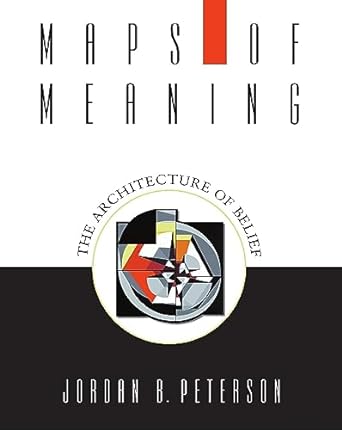 MAPS OF
MEANING
THE ARCHITECTURE OF BELIEF
JORDAN B. PETERSON